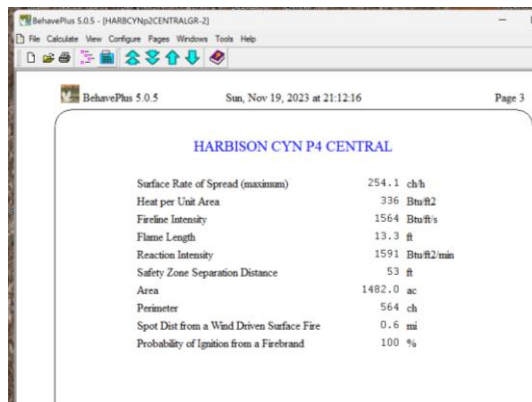 BehavePlus 5.0.5 - [HARBCYNp2CENTRALGR-2]
File Calculate View Configure Pages Windows Tools Help
BehavePlus 5.0.5 Sun, Nov 19, 2023 at 21:12:16 Page 3
HARBISON CYN P4 CENTRAL
Surface Rate of Spread (maximum) 254.1 ch/h
Heat per Unit Area 336 Btu/ft2
Fireline Intensity 1564 Btu/ft/s
Flame Length 13.3 ft
Reaction Intensity 1591 Btu/ft2/min
Safety Zone Separation Distance 53 ft
Area 1482.0 ac
Perimeter 564 ch
Spot Dist from a Wind Driven Surface Fire 0.6 mi
Probability of Ignition from a Firebrand 100 %